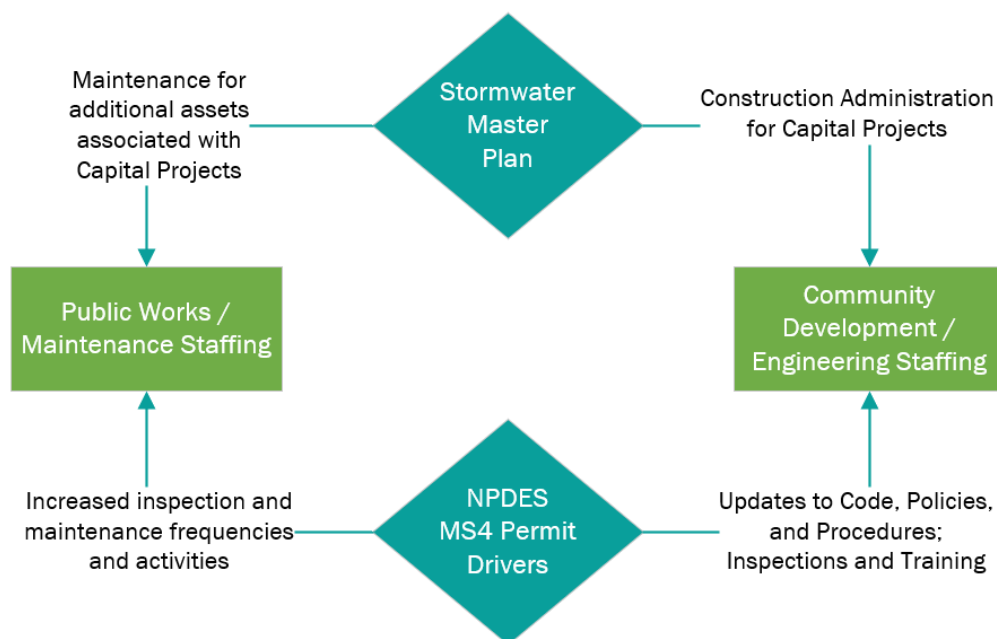 Maintenance for
additional assets
associated with
Capital Projects
Stormwater
Master
Plan
Construction Administration
for Capital Projects
Public Works /
Maintenance Staffing
Community
Development /
Engineering Staffing
Increased inspection and
maintenance frequencies
and activities
NPDES
MS4 Permit
Drivers
Updates to Code, Policies,
and Procedures;
Inspections and Training